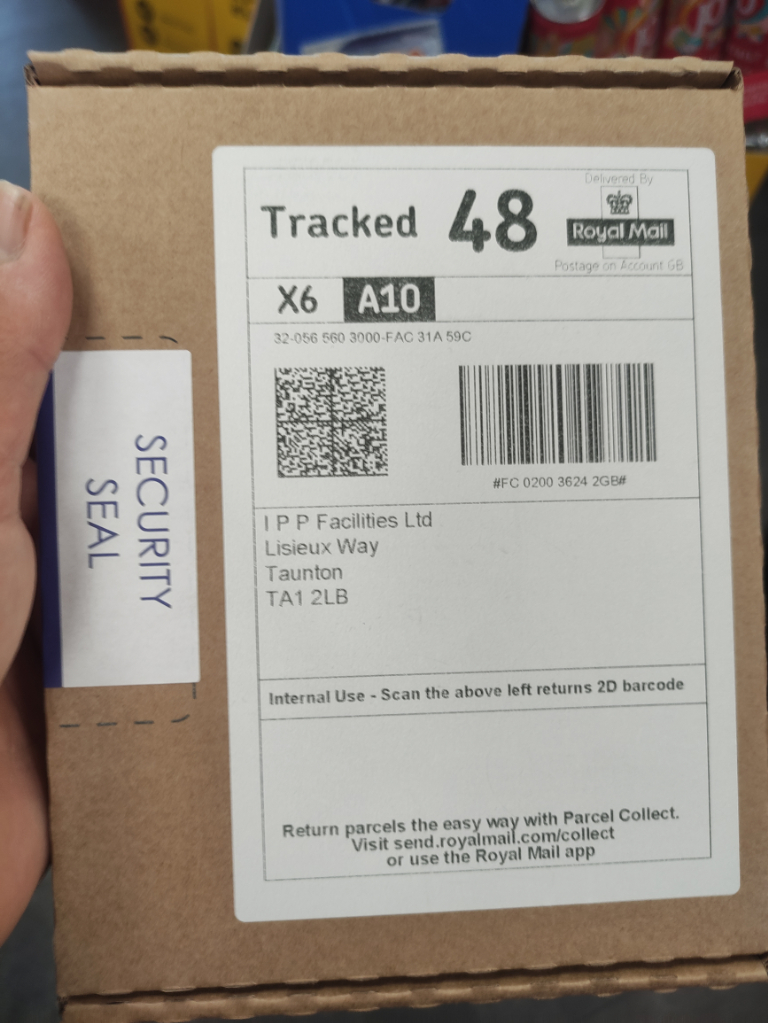 Tracked 48
Delivered By
Royal Mail
Postage on Account GB
X6 A10
32-056 560 3000-FAC 31A 59C
#FC 0200 3624 2GB#
I P P Facilities Ltd
Lisieux Way
Taunton
TA1 2LB
Internal Use - Scan the above left returns 2D barcode
Return parcels the easy way with Parcel Collect.
Visit send.royalmail.com/collect
or use the Royal Mail app
SECURITY
SEAL